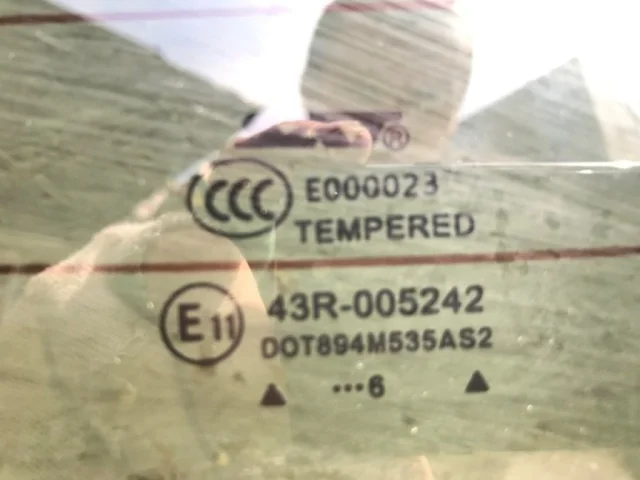 ®
CCC E000023
TEMPERED
E11 43R-005242
DOT894M535AS2
▲ •••6 ▲